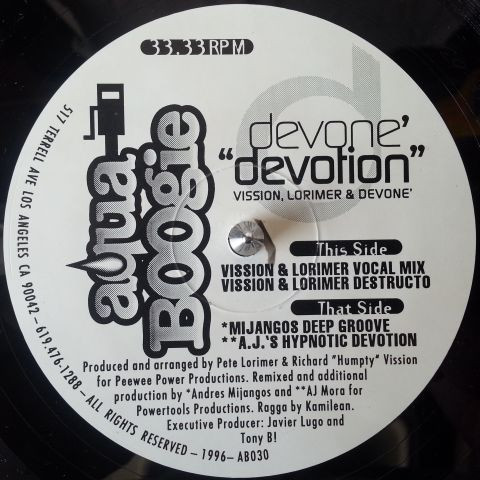 33.33RPM
aqua
Boogie
devone'
"devotion"
VISSION, LORIMER & DEVONE'
This Side
VISSION & LORIMER VOCAL MIX
VISSION & LORIMER DESTRUCTO
That Side
*MIJANGOS DEEP GROOVE
**A.J.'S HYPNOTIC DEVOTION
Produced and arranged by Pete Lorimer & Richard "Humpty" Vission
for Peewee Power Productions. Remixed and additional
production by *Andres Mijangos and **AJ Mora for
Powertools Productions. Ragga by Kamilean.
Executive Producer: Javier Lugo and
Tony B!
517 TERRELL AVE LOS ANGELES CA 90042-619.476-1288-ALL RIGHTS RESERVED -1996-AB030